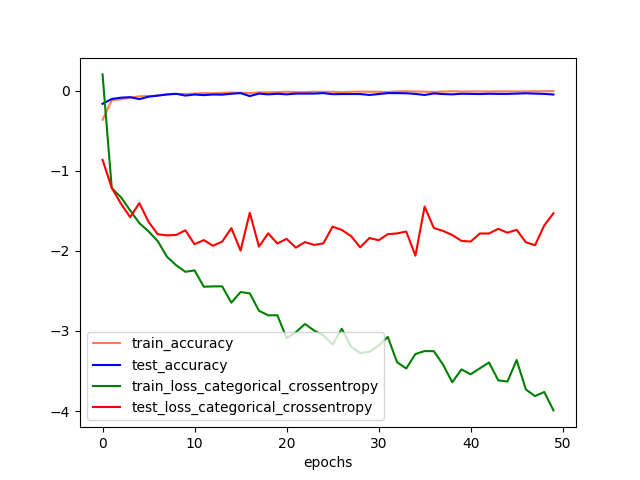 0
−1
−2
−3
−4
train_accuracy
test_accuracy
train_loss_categorical_crossentropy
test_loss_categorical_crossentropy
0 10 20 30 40 50
epochs